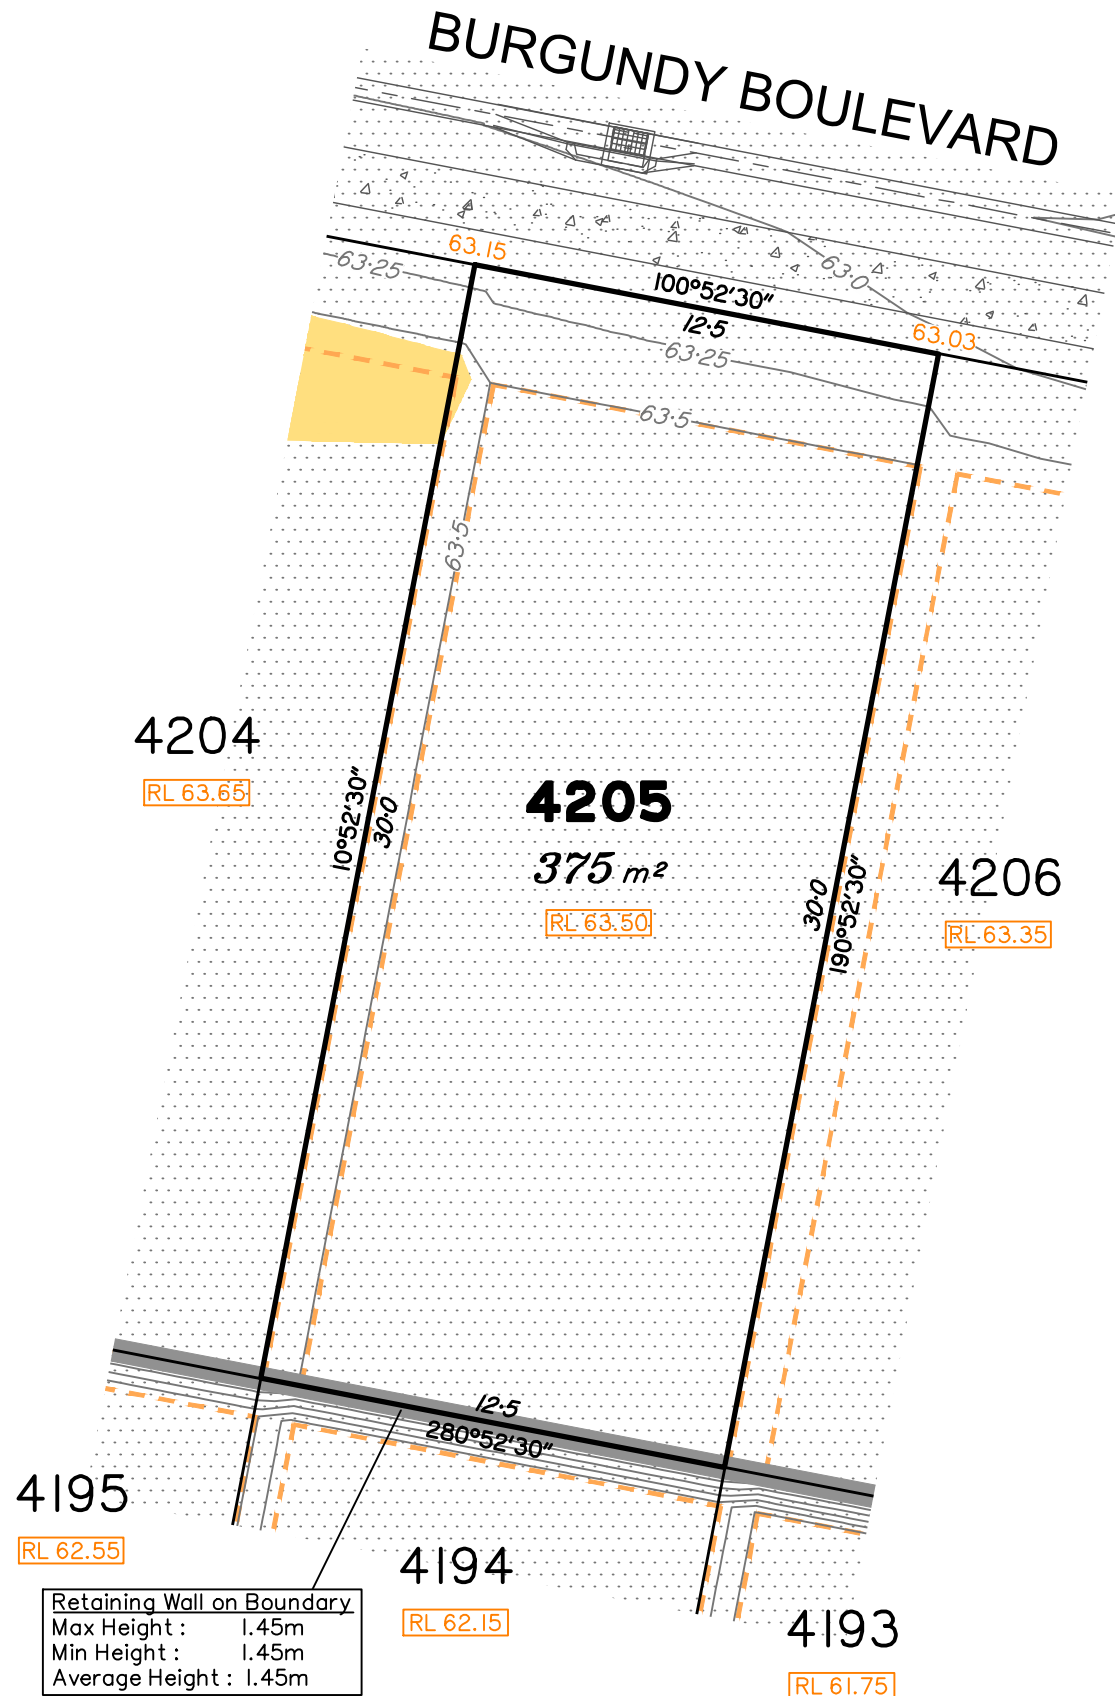 BURGUNDY BOULEVARD
63.15
63·25
100°52'30"
12·5
63·0
63.03
63·25
63·5
63·5
4204
RL 63.65
10°52'30"
30·0
4205
375 m²
RL 63.50
30·0
190°52'30"
4206
RL 63.35
12·5
280°52'30"
4195
RL 62.55
4194
RL 62.15
4193
RL 61.75
Retaining Wall on Boundary
Max Height : 1.45m
Min Height : 1.45m
Average Height : 1.45m